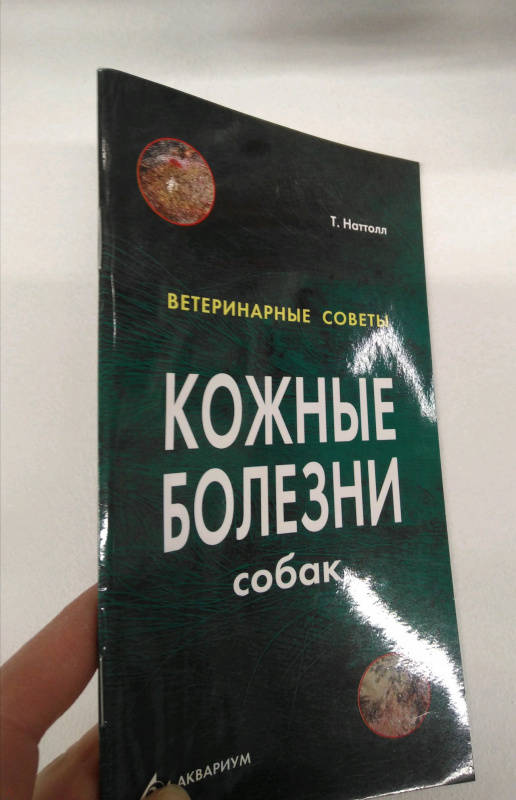 Т. Наттолл
ВЕТЕРИНАРНЫЕ СОВЕТЫ
КОЖНЫЕ
БОЛЕЗНИ
собак
АКВАРИУМ